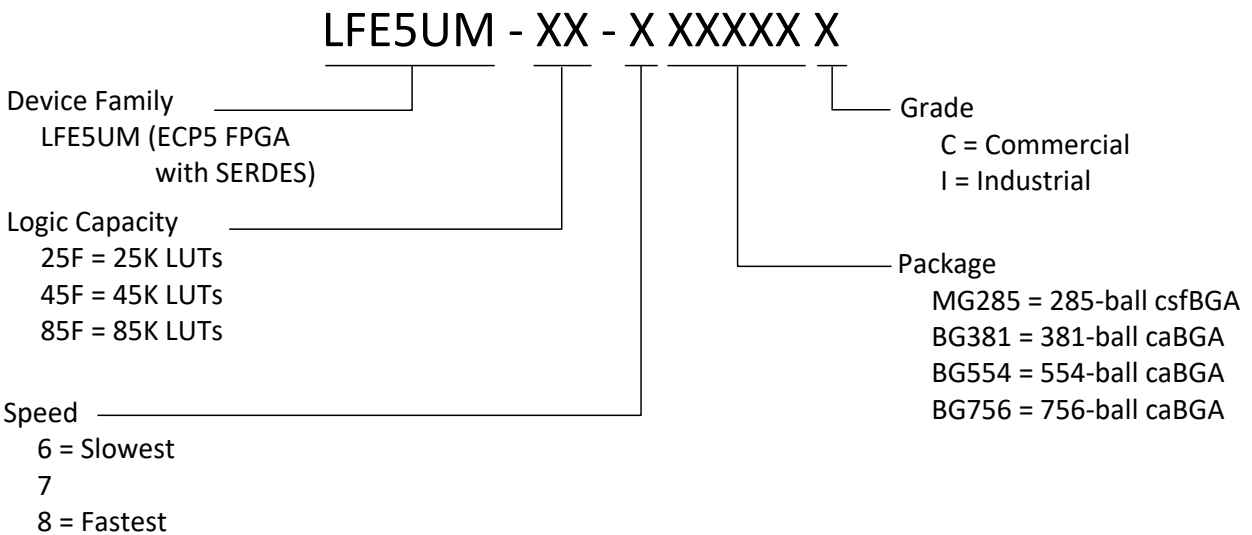 LFE5UM - XX - X XXXXX X
Device Family
LFE5UM (ECP5 FPGA
with SERDES)
Logic Capacity
25F = 25K LUTs
45F = 45K LUTs
85F = 85K LUTs
Speed
6 = Slowest
7
8 = Fastest
Grade
C = Commercial
I = Industrial
Package
MG285 = 285-ball csfBGA
BG381 = 381-ball caBGA
BG554 = 554-ball caBGA
BG756 = 756-ball caBGA